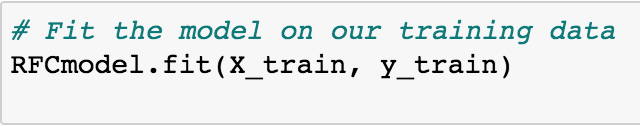 # Fit the model on our training data
RFCmodel.fit(X_train, y_train)